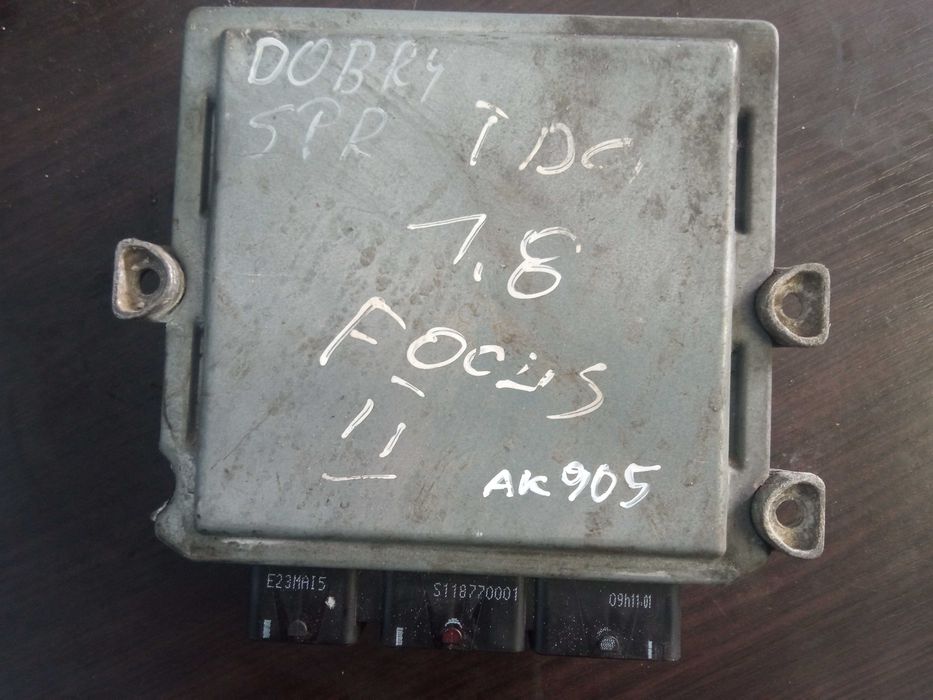 DOBRY
SPR
TDCi
1.8
FOCUS
II
AK905
E23MAI5
S118770001
09h11:01